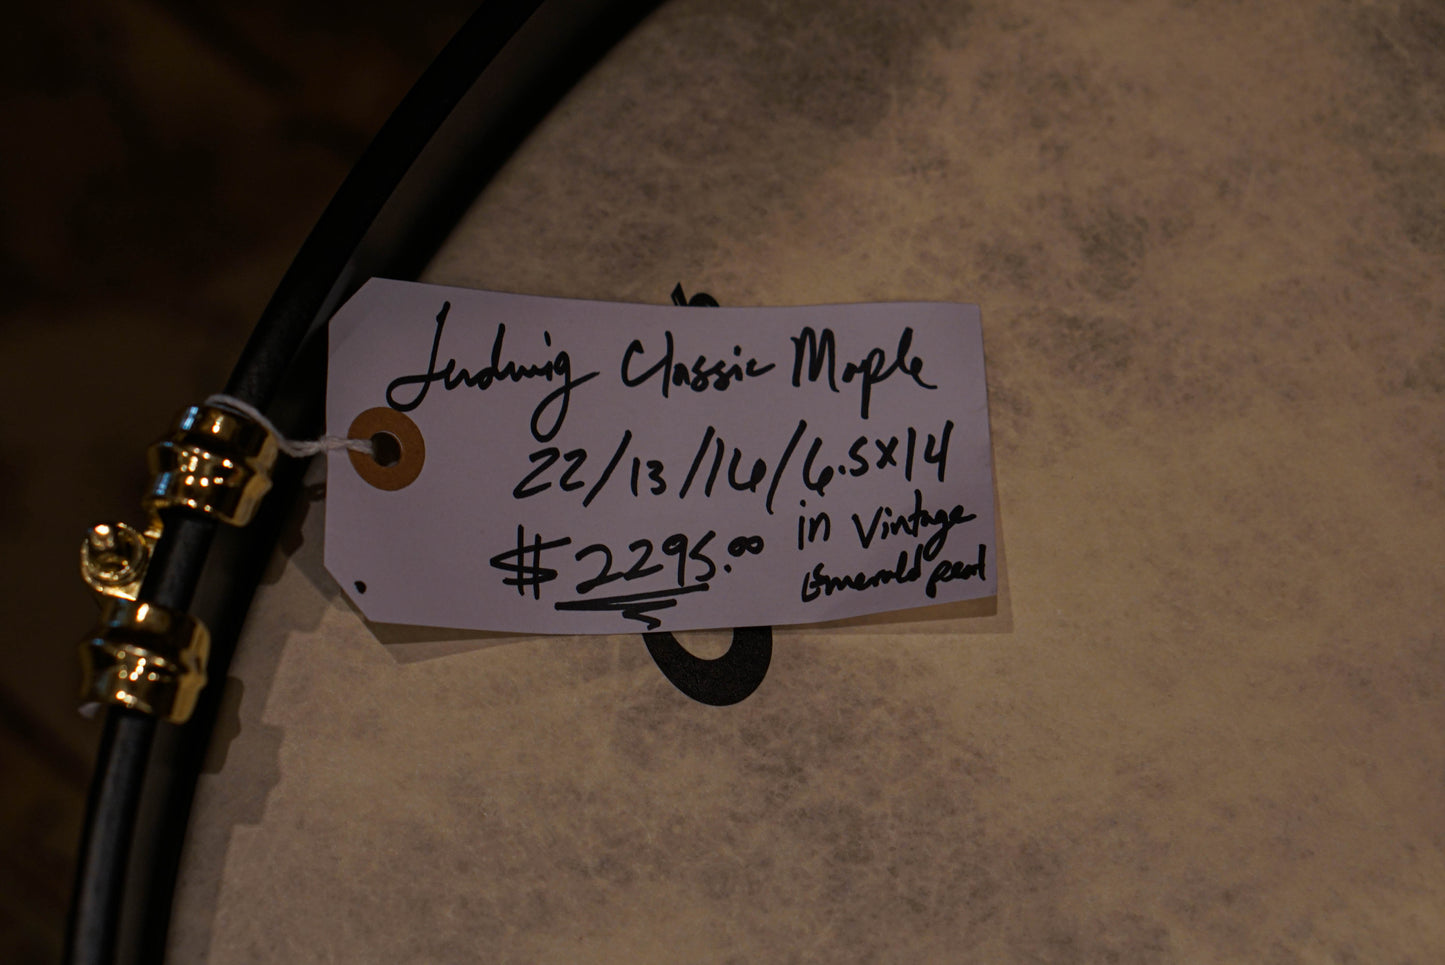 Ludwig Classic Maple
22/13/16/6.5x14
$2295.00 in Vintage
Emerald pearl